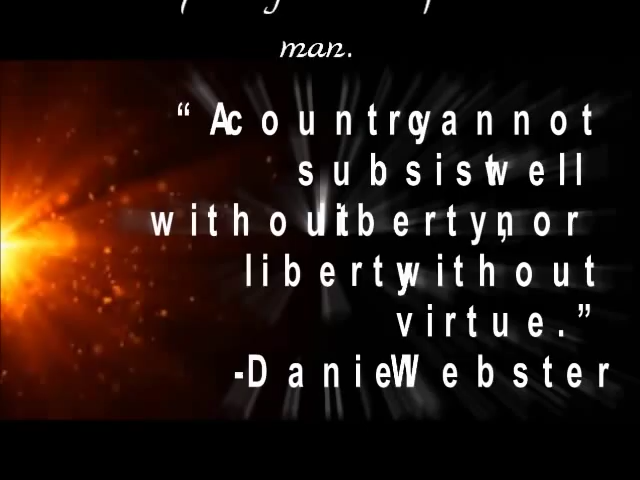 man.
“A country cannot
subsist well
without liberty, nor
liberty without
virtue.”
-Daniel Webster